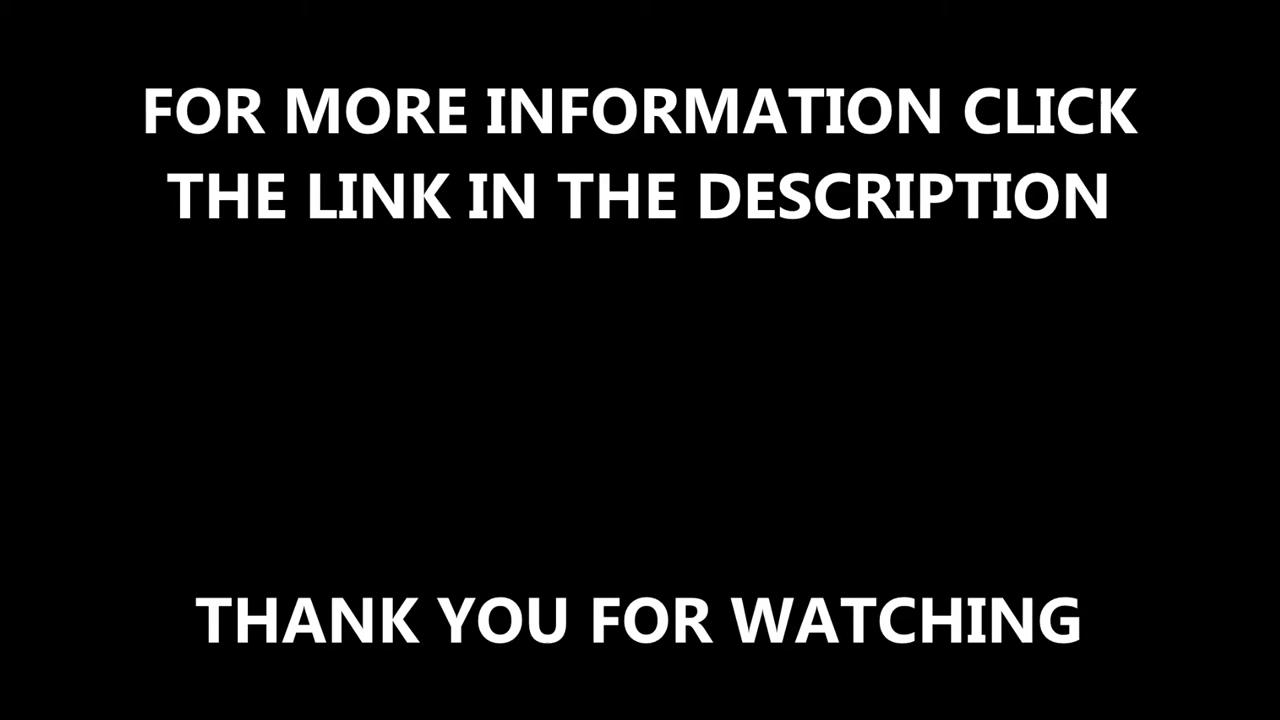 FOR MORE INFORMATION CLICK
THE LINK IN THE DESCRIPTION
THANK YOU FOR WATCHING